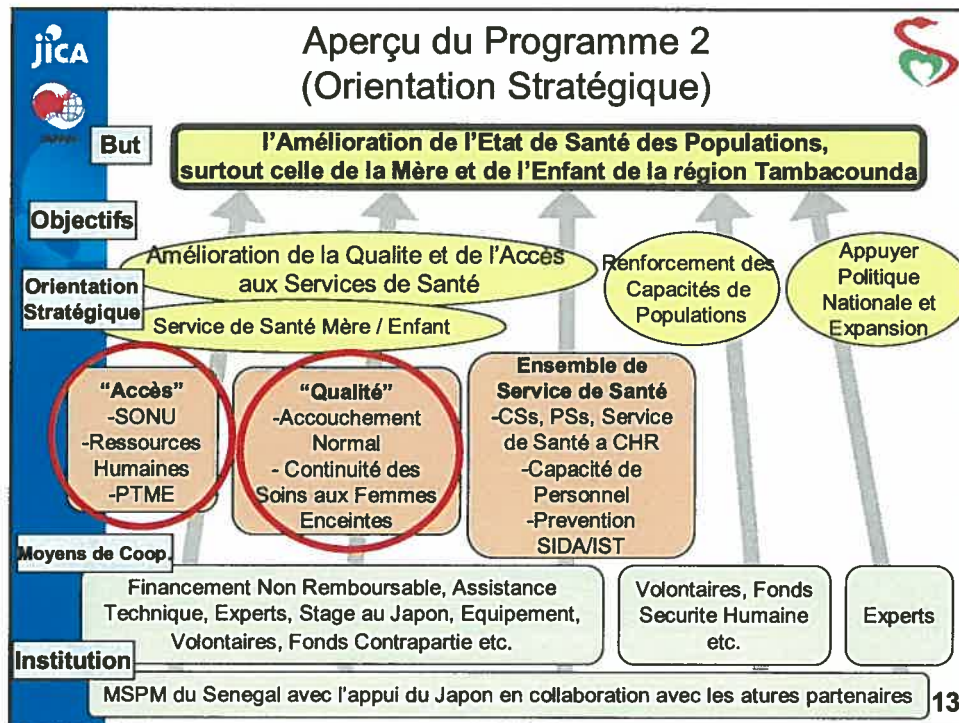 jICA
Aperçu du Programme 2
(Orientation Stratégique)
But
l'Amélioration de l'Etat de Santé des Populations,
surtout celle de la Mère et de l'Enfant de la région Tambacounda
Objectifs
Orientation
Stratégique
Amélioration de la Qualite et de l'Accès
aux Services de Santé
Service de Santé Mère / Enfant
Renforcement des
Capacités de
Populations
Appuyer
Politique
Nationale et
Expansion
"Accès"
-SONU
-Ressources
Humaines
-PTME
"Qualité"
-Accouchement
Normal
- Continuité des
Soins aux Femmes
Enceintes
Ensemble de
Service de Santé
-CSs, PSs, Service
de Santé a CHR
-Capacité de
Personnel
-Prevention
SIDA/IST
Moyens de Coop.
Financement Non Remboursable, Assistance
Technique, Experts, Stage au Japon, Equipement,
Volontaires, Fonds Contrapartie etc.
Volontaires, Fonds
Securite Humaine
etc.
Experts
Institution
MSPM du Senegal avec l'appui du Japon en collaboration avec les atures partenaires
13